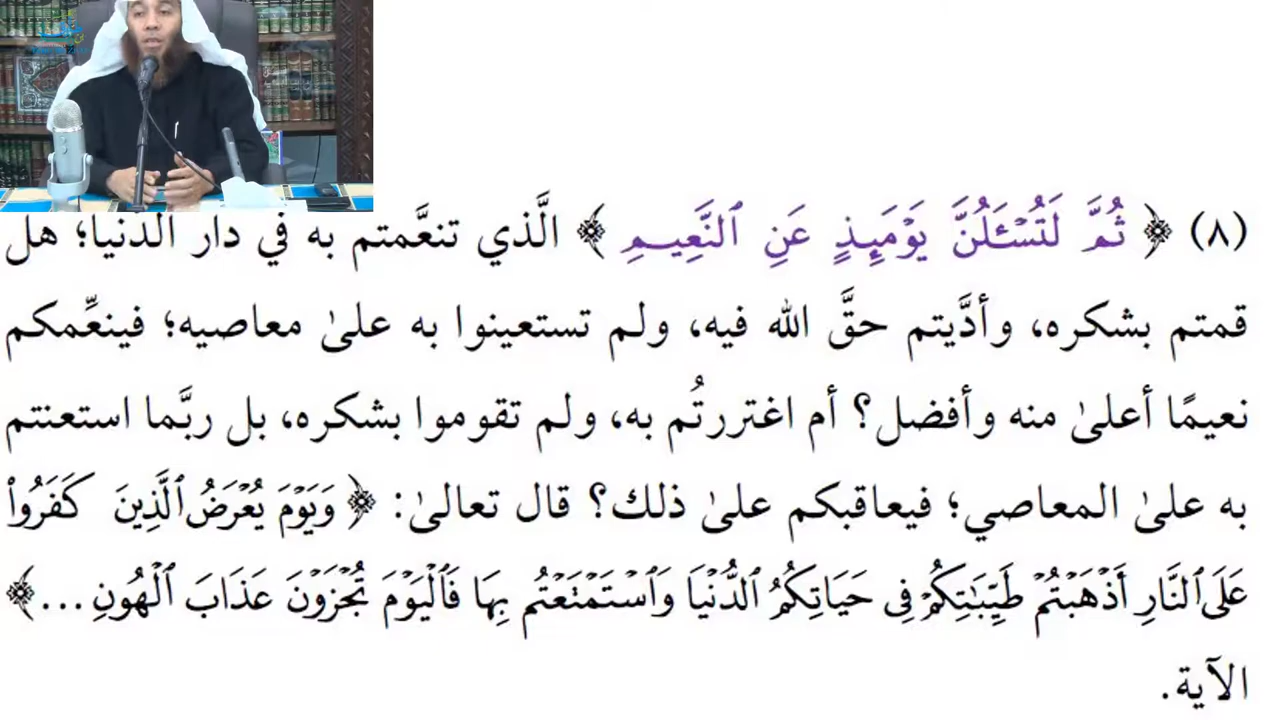 (٨) ﴿ ثُمَّ لَتُسْـَٔلُنَّ يَوْمَئِذٍ عَنِ ٱلنَّعِيمِ ﴾ الَّذي تنعَّمتم به في دار الدنيا؛ هل
قمتم بشكره، وأدَّيتم حقَّ الله فيه، ولم تستعينوا به علىٰ معاصيه؛ فينعِّمكم
نعيمًا أعلىٰ منه وأفضل؟ أم اغتررتُم به، ولم تقوموا بشكره، بل ربَّما استعنتم
به علىٰ المعاصي؛ فيعاقبكم علىٰ ذلك؟ قال تعالىٰ: ﴿ وَيَوْمَ يُعْرَضُ ٱلَّذِينَ كَفَرُوا۟
عَلَى ٱلنَّارِ أَذْهَبْتُمْ طَيِّبَـٰتِكُمْ فِى حَيَاتِكُمُ ٱلدُّنْيَا وَٱسْتَمْتَعْتُم بِهَا فَٱلْيَوْمَ تُجْزَوْنَ عَذَابَ ٱلْهُونِ ... ﴾
الآية.